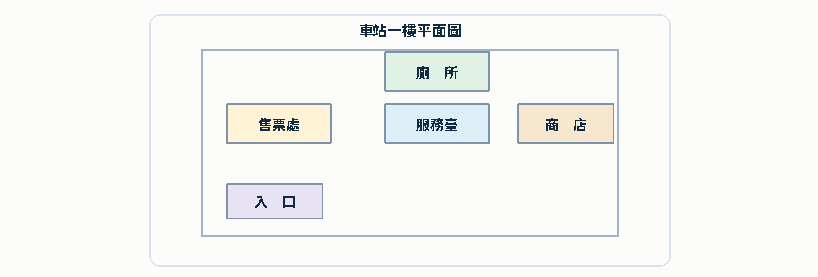 車站一樓平面圖
廁　所
售票處
服務臺
商　店
入　口